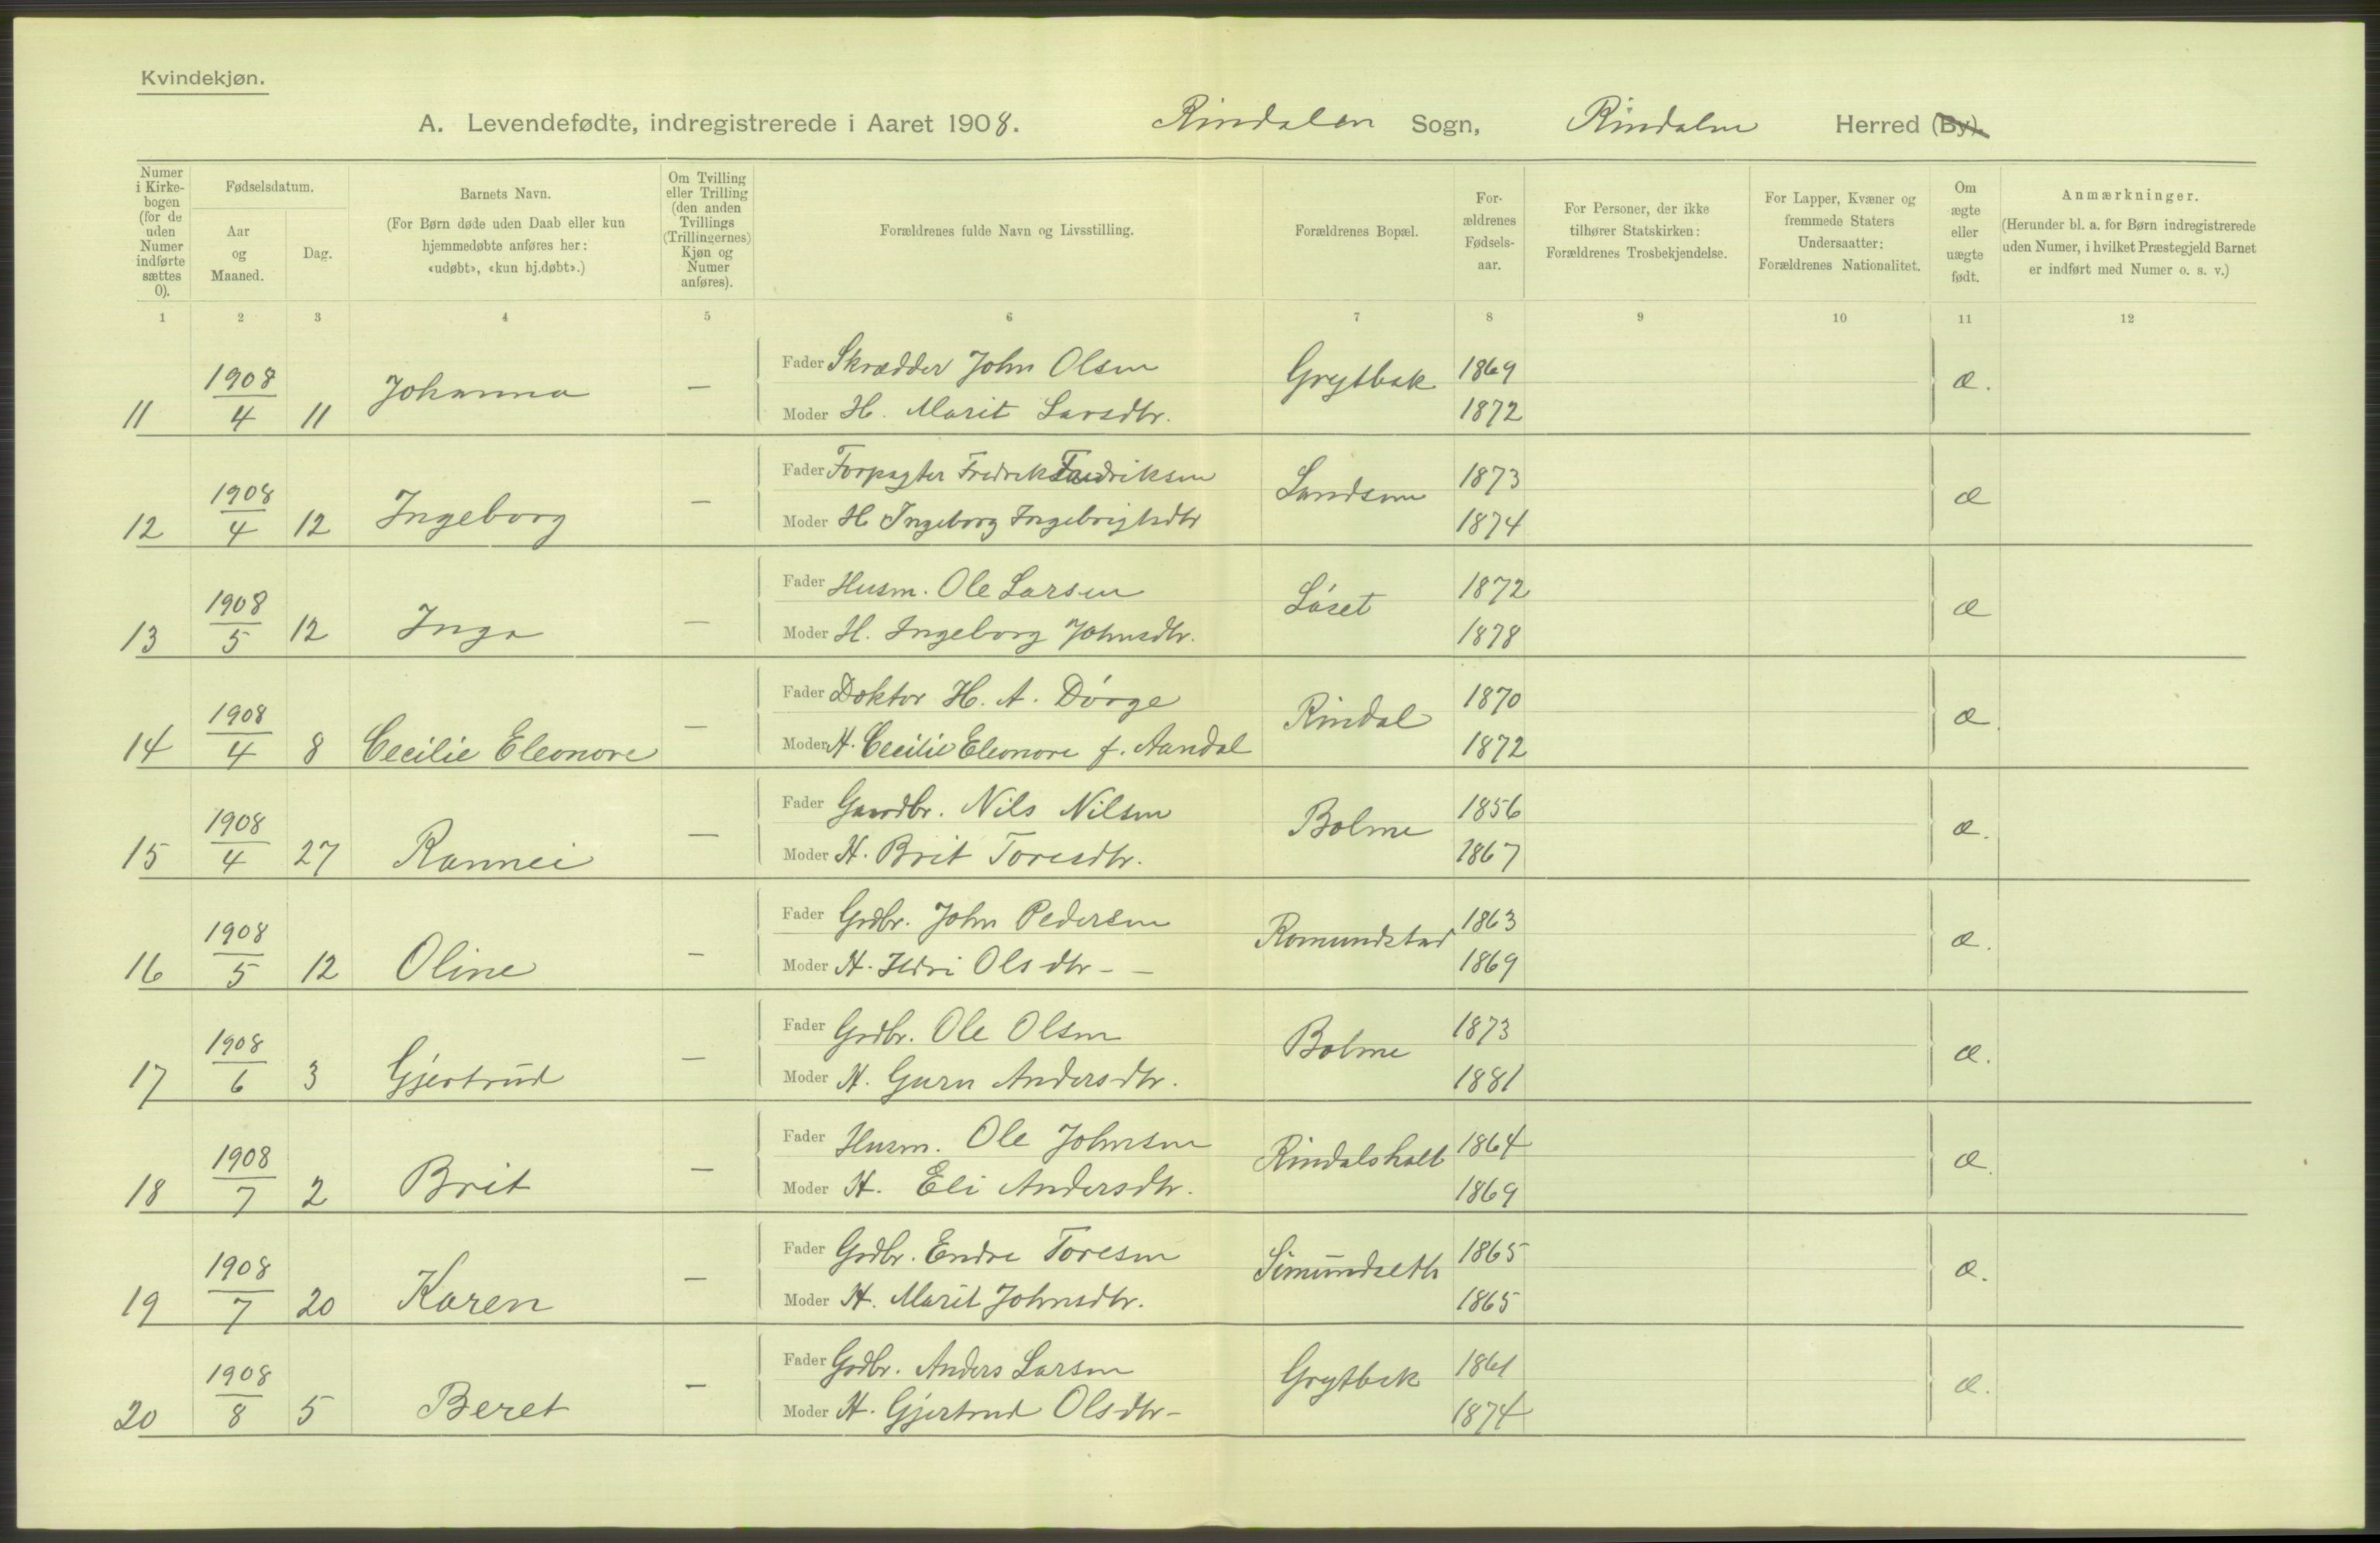 Kvindekjøn.
A. Levendefødte, indregistrerede i Aaret 1908. Rindalen Sogn, Rindalen Herred (By).
Numer i Kirkebogen (for de uden Numer indførte sættes 0).
Fødselsdatum.
Aar og Maaned.
Dag.
Barnets Navn.
(For Børn døde uden Daab eller kun hjemmedøbte anføres her: «udøbt», «kun hj.døbt».)
Om Tvilling eller Trilling (den anden Tvillings (Trillingernes) Kjøn og Numer anføres).
Forældrenes fulde Navn og Livsstilling.
Forældrenes Bopæl.
Forældrenes Fødselsaar.
For Personer, der ikke tilhører Statskirken: Forældrenes Trosbekjendelse.
For Lapper, Kvæner og fremmede Staters Undersaatter: Forældrenes Nationalitet.
Om ægte eller uægte født.
Anmærkninger.
(Herunder bl. a. for Børn indregistrerede uden Numer, i hvilket Præstegjeld Barnet er indført med Numer o. s. v.)
1 2 3 4 5 6 7 8 9 10 11 12
11 1908/4 11 Johanna — Fader Skrædder John Olsen Grytbak 1869 æ.
Moder H. Marit Larsdtr. 1872
12 1908/4 12 Ingeborg — Fader Forpagter Fredrik Fredriksen Landsem 1873 æ
Moder H Ingeborg Ingebrigtsdtr 1874
13 1908/5 12 Inga — Fader Husm. Ole Larsen Løset 1872 æ
Moder H. Ingeborg Johnsdtr. 1878
14 1908/4 8 Cecilie Eleonore — Fader Doktor H. A. Dørge Rindal 1870 æ.
Moder H. Cecilie Eleonore f. Aandal 1872
15 1908/4 27 Rannei — Fader Gaardbr. Nils Nilsen Bolme 1856 æ.
Moder H. Brit Toresdtr. 1867
16 1908/5 12 Oline — Fader Grdbr. John Pedersen Romundstad 1863 æ.
Moder H. Ildri Olsdtr - - 1869
17 1908/6 3 Gjertrud — Fader Grdbr. Ole Olsen Bolme 1873 æ.
Moder H. Guru Andersdtr. 1881
18 1908/7 2 Brit — Fader Husm. Ole Johnsen Rindalsholt 1864 æ.
Moder H. Eli Andersdtr. 1869
19 1908/7 20 Karen — Fader Grdbr. Endre Toresen Simundseth 1865 æ.
Moder H. Marit Johnsdtr. 1865
20 1908/8 5 Beret — Fader Grdbr. Anders Larsen Grytbak 1861 æ.
Moder H. Gjertrud Olsdtr - 1874